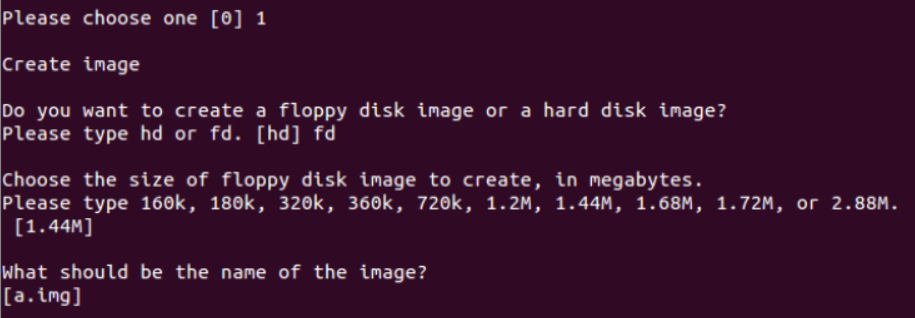 Please choose one [0] 1
Create image
Do you want to create a floppy disk image or a hard disk image?
Please type hd or fd. [hd] fd
Choose the size of floppy disk image to create, in megabytes.
Please type 160k, 180k, 320k, 360k, 720k, 1.2M, 1.44M, 1.68M, 1.72M, or 2.88M.
[1.44M]
What should be the name of the image?
[a.img]